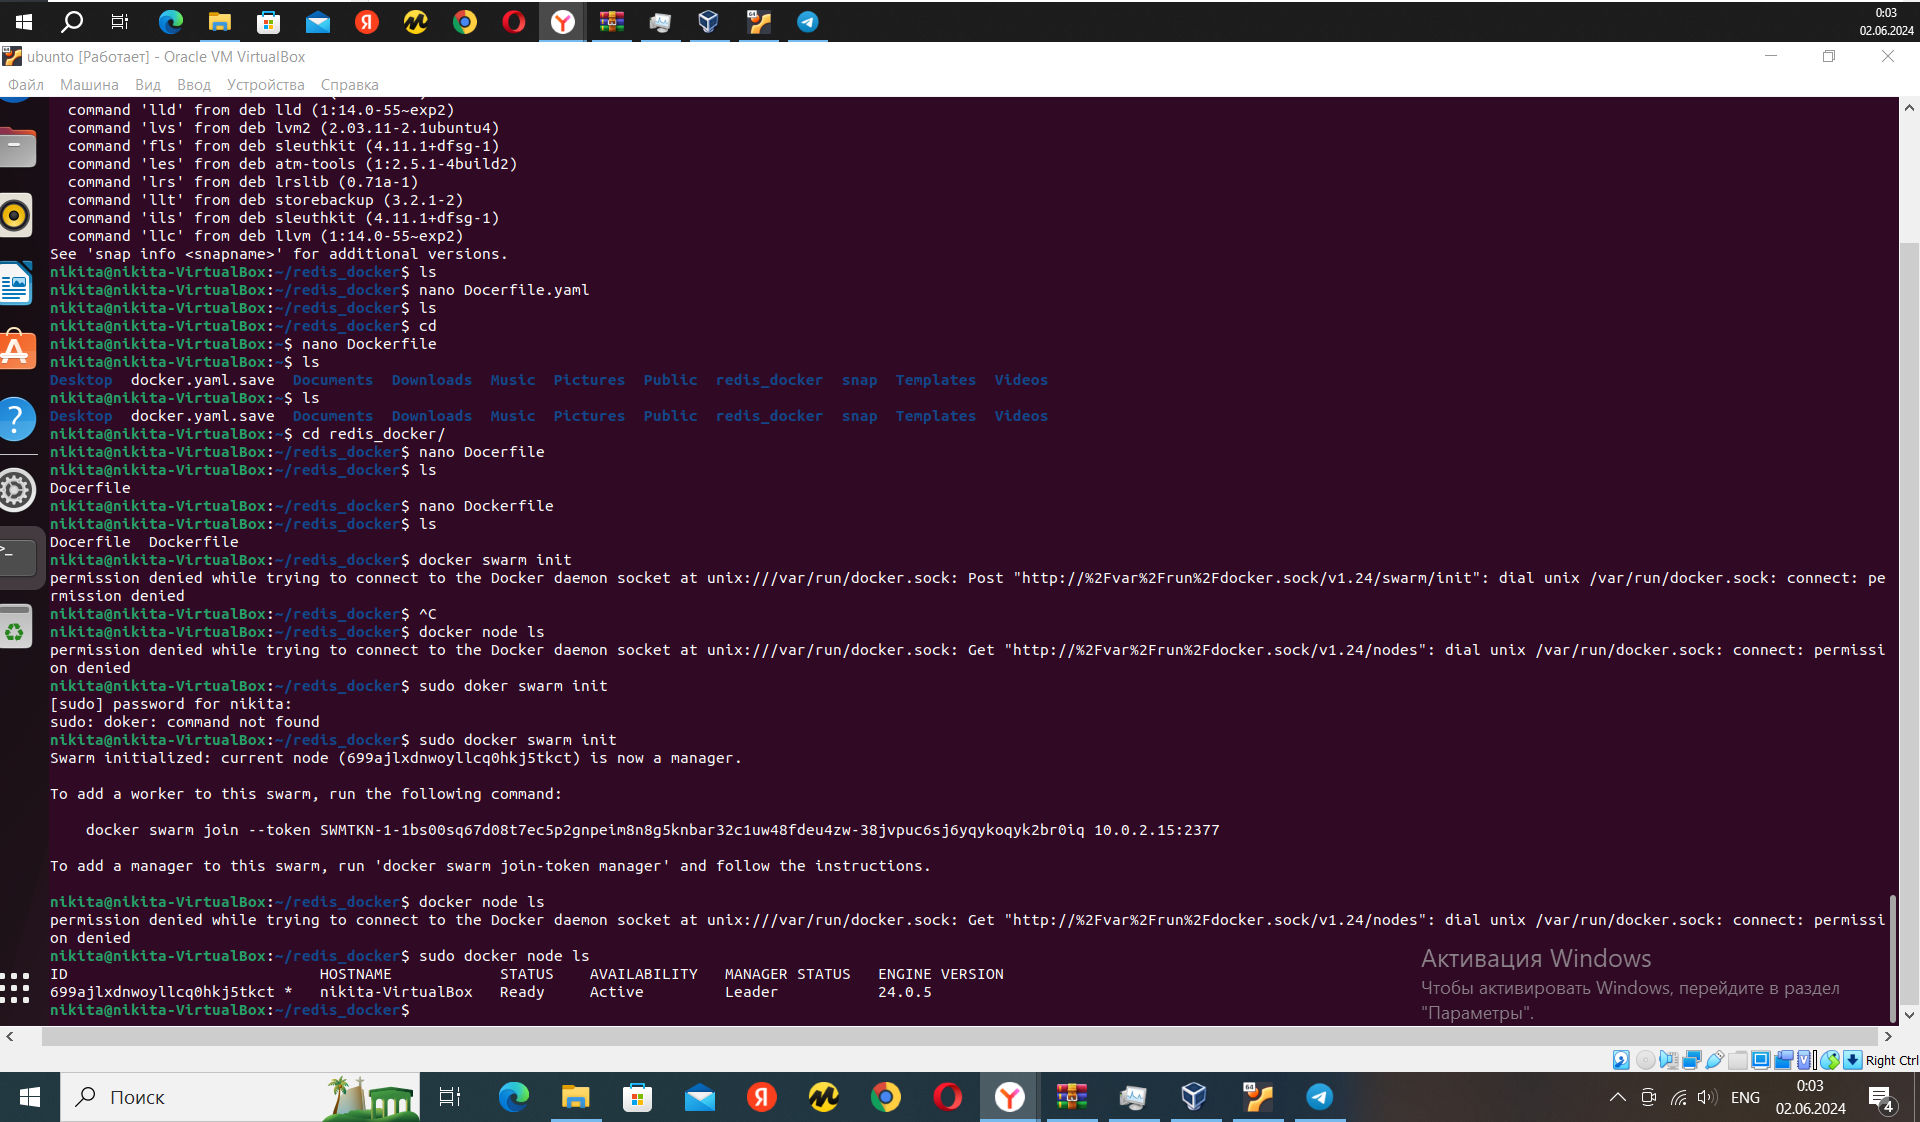 0:03
02.06.2024
ubunto [Работает] - Oracle VM VirtualBox
Файл Машина Вид Ввод Устройства Справка
command 'lld' from deb lld (1:14.0-55~exp2)
command 'lvs' from deb lvm2 (2.03.11-2.1ubuntu4)
command 'fls' from deb sleuthkit (4.11.1+dfsg-1)
command 'les' from deb atm-tools (1:2.5.1-4build2)
command 'lrs' from deb lrslib (0.71a-1)
command 'llt' from deb storebackup (3.2.1-2)
command 'ils' from deb sleuthkit (4.11.1+dfsg-1)
command 'llc' from deb llvm (1:14.0-55~exp2)
See 'snap info <snapname>' for additional versions.
nikita@nikita-VirtualBox:~/redis_docker$ ls
nikita@nikita-VirtualBox:~/redis_docker$ nano Docerfile.yaml
nikita@nikita-VirtualBox:~/redis_docker$ ls
nikita@nikita-VirtualBox:~/redis_docker$ cd
nikita@nikita-VirtualBox:~$ nano Dockerfile
nikita@nikita-VirtualBox:~$ ls
Desktop docker.yaml.save Documents Downloads Music Pictures Public redis_docker snap Templates Videos
nikita@nikita-VirtualBox:~$ ls
Desktop docker.yaml.save Documents Downloads Music Pictures Public redis_docker snap Templates Videos
nikita@nikita-VirtualBox:~$ cd redis_docker/
nikita@nikita-VirtualBox:~/redis_docker$ nano Docerfile
nikita@nikita-VirtualBox:~/redis_docker$ ls
Docerfile
nikita@nikita-VirtualBox:~/redis_docker$ nano Dockerfile
nikita@nikita-VirtualBox:~/redis_docker$ ls
Docerfile Dockerfile
nikita@nikita-VirtualBox:~/redis_docker$ docker swarm init
permission denied while trying to connect to the Docker daemon socket at unix:///var/run/docker.sock: Post "http://%2Fvar%2Frun%2Fdocker.sock/v1.24/swarm/init": dial unix /var/run/docker.sock: connect: pe
rmission denied
nikita@nikita-VirtualBox:~/redis_docker$ ^C
nikita@nikita-VirtualBox:~/redis_docker$ docker node ls
permission denied while trying to connect to the Docker daemon socket at unix:///var/run/docker.sock: Get "http://%2Fvar%2Frun%2Fdocker.sock/v1.24/nodes": dial unix /var/run/docker.sock: connect: permissi
on denied
nikita@nikita-VirtualBox:~/redis_docker$ sudo doker swarm init
[sudo] password for nikita:
sudo: doker: command not found
nikita@nikita-VirtualBox:~/redis_docker$ sudo docker swarm init
Swarm initialized: current node (699ajlxdnwoyllcq0hkj5tkct) is now a manager.
To add a worker to this swarm, run the following command:
docker swarm join --token SWMTKN-1-1bs00sq67d08t7ec5p2gnpeim8n8g5knbar32c1uw48fdeu4zw-38jvpuc6sj6yqykoqyk2br0iq 10.0.2.15:2377
To add a manager to this swarm, run 'docker swarm join-token manager' and follow the instructions.
nikita@nikita-VirtualBox:~/redis_docker$ docker node ls
permission denied while trying to connect to the Docker daemon socket at unix:///var/run/docker.sock: Get "http://%2Fvar%2Frun%2Fdocker.sock/v1.24/nodes": dial unix /var/run/docker.sock: connect: permissi
on denied
nikita@nikita-VirtualBox:~/redis_docker$ sudo docker node ls
ID HOSTNAME STATUS AVAILABILITY MANAGER STATUS ENGINE VERSION
699ajlxdnwoyllcq0hkj5tkct * nikita-VirtualBox Ready Active Leader 24.0.5
nikita@nikita-VirtualBox:~/redis_docker$
Активация Windows
Чтобы активировать Windows, перейдите в раздел
"Параметры".
Right Ctrl
Поиск
ENG
0:03
02.06.2024
4